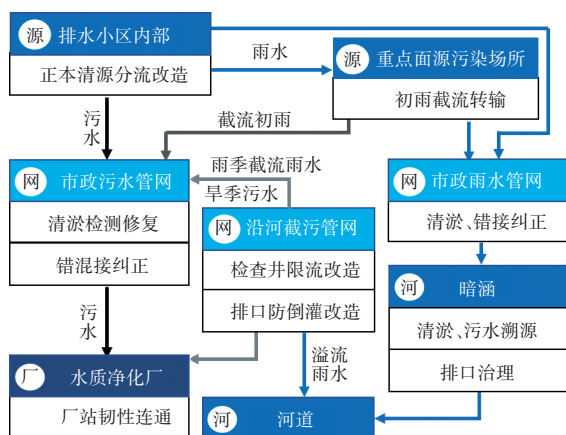 源 排水小区内部
正本清源分流改造
雨水
源 重点面源污染场所
初雨截流转输
污水
截流初雨
网 市政污水管网
清淤检测修复
错混接纠正
雨季截流雨水
旱季污水
网 沿河截污管网
检查井限流改造
排口防倒灌改造
网 市政雨水管网
清淤、错接纠正
河 暗涵
清淤、污水溯源
排口治理
污水
溢流
雨水
厂 水质净化厂
厂站韧性连通
河 河道